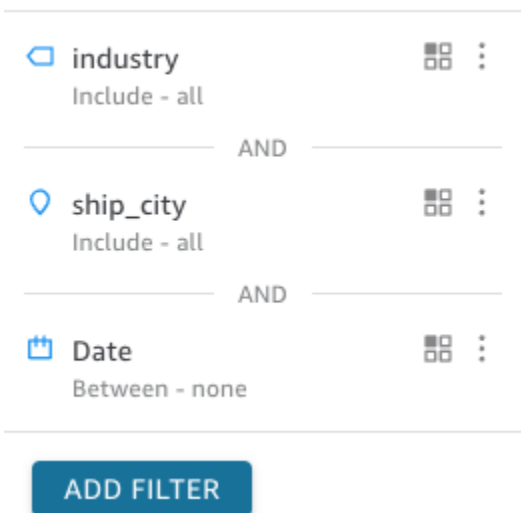 industry
Include - all
AND
ship_city
Include - all
AND
Date
Between - none
ADD FILTER